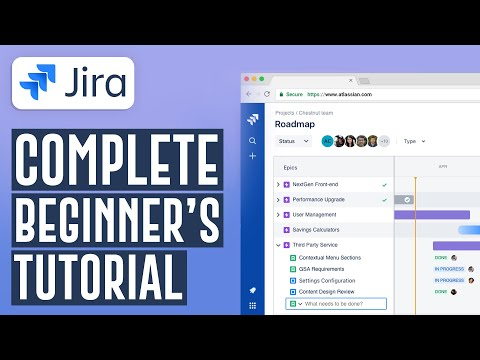 Jira
COMPLETE
BEGINNER'S
TUTORIAL
Secure https://www.atlassian.com
Projects / Chestnut team
Roadmap
Status
AC
+10
Type
Epics
APR
NextGen Front-end
Performance Upgrade
User Management
Savings Calculators
Third Party Service
Contextual Menu Sections
DONE
GSA Requirements
IN PROGRESS
Settings Configuration
IN PROGRESS
Content Design Review
DONE
What needs to be done?